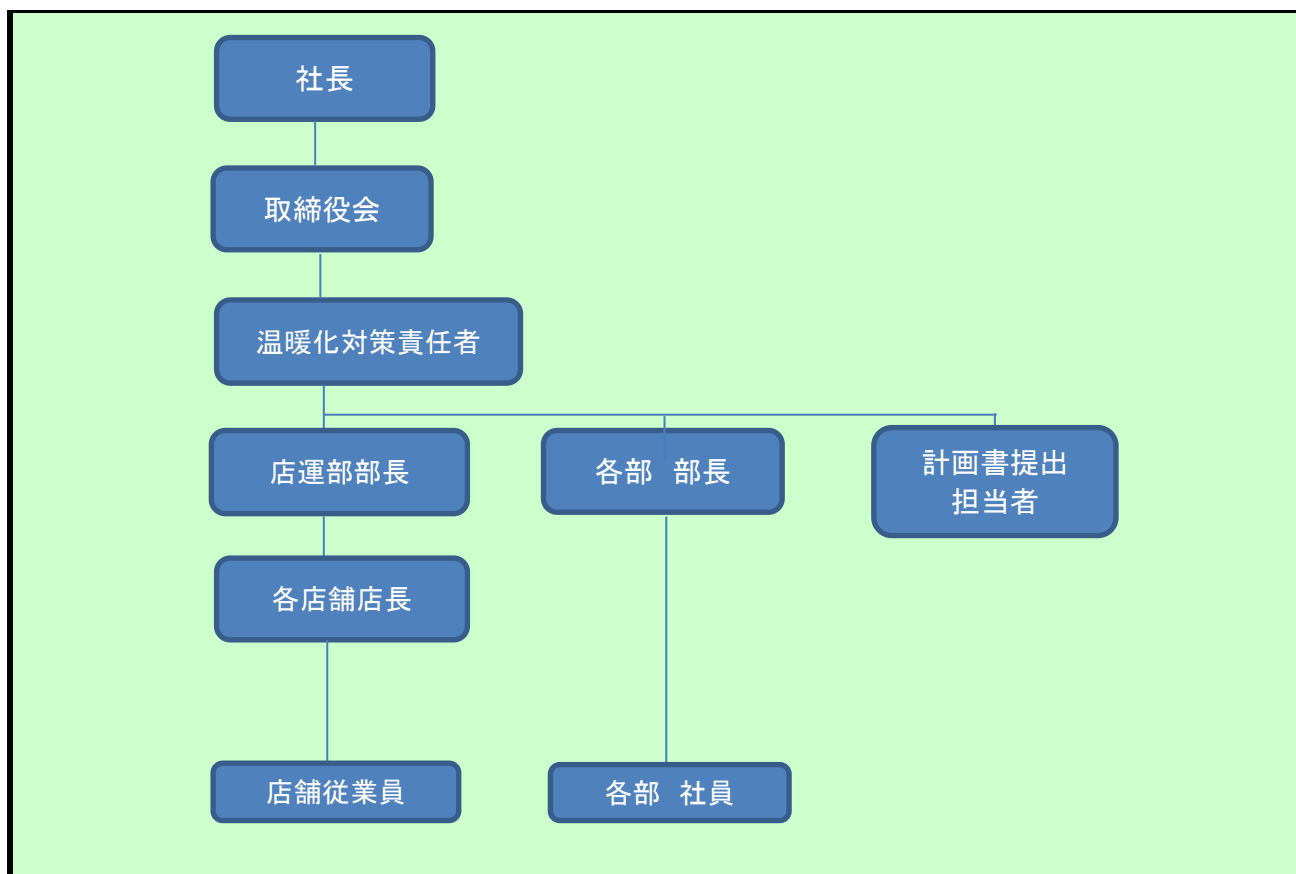 社長
取締役会
温暖化対策責任者
店運部部長
各部　部長
計画書提出
担当者
各店舗店長
店舗従業員
各部　社員